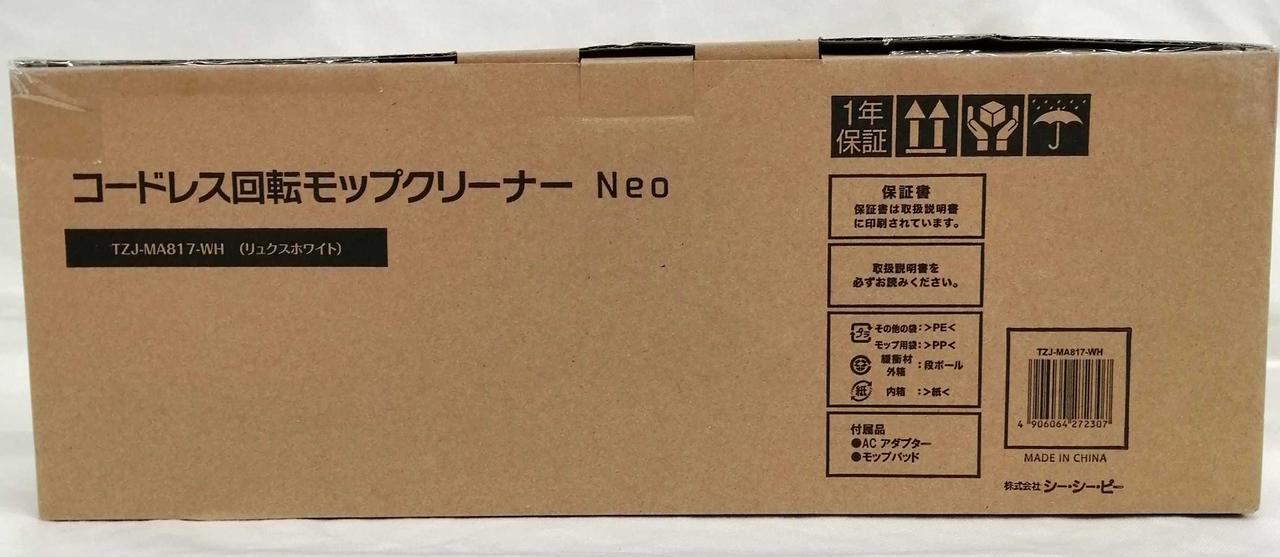 コードレス回転モップクリーナー Neo
TZJ-MA817-WH （リュクスホワイト）
1年
保証
保証書
保証書は取扱説明書
に印刷されています。
取扱説明書を
必ずお読みください。
プラ
その他の袋：>PE<
モップ用袋：>PP<
緩衝材
外箱
：段ボール
紙
内箱 ：>紙<
付属品
●AC アダプター
●モップパッド
TZJ-MA817-WH
4 906064 272307
MADE IN CHINA
株式会社 シー・シー・ピー